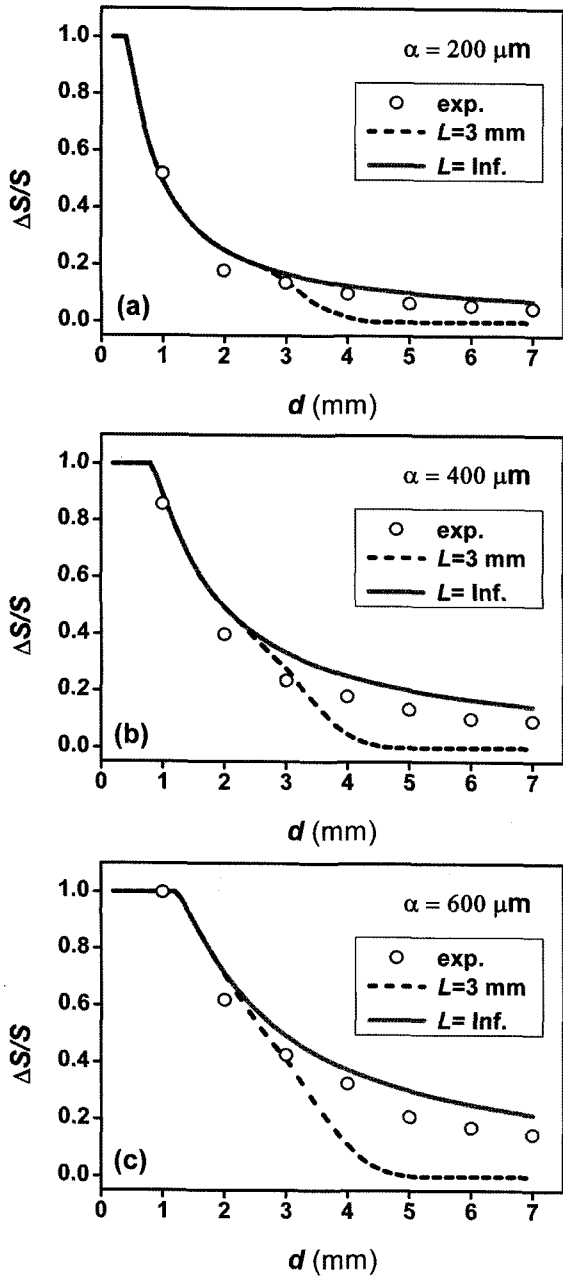 α = 200 μm
exp.
L=3 mm
L= Inf.
1.0
0.8
0.6
0.4
0.2
0.0
ΔS/S
(a)
0 1 2 3 4 5 6 7
d (mm)
α = 400 μm
exp.
L=3 mm
L= Inf.
1.0
0.8
0.6
0.4
0.2
0.0
ΔS/S
(b)
0 1 2 3 4 5 6 7
d (mm)
α = 600 μm
exp.
L=3 mm
L= Inf.
1.0
0.8
0.6
0.4
0.2
0.0
ΔS/S
(c)
0 1 2 3 4 5 6 7
d (mm)